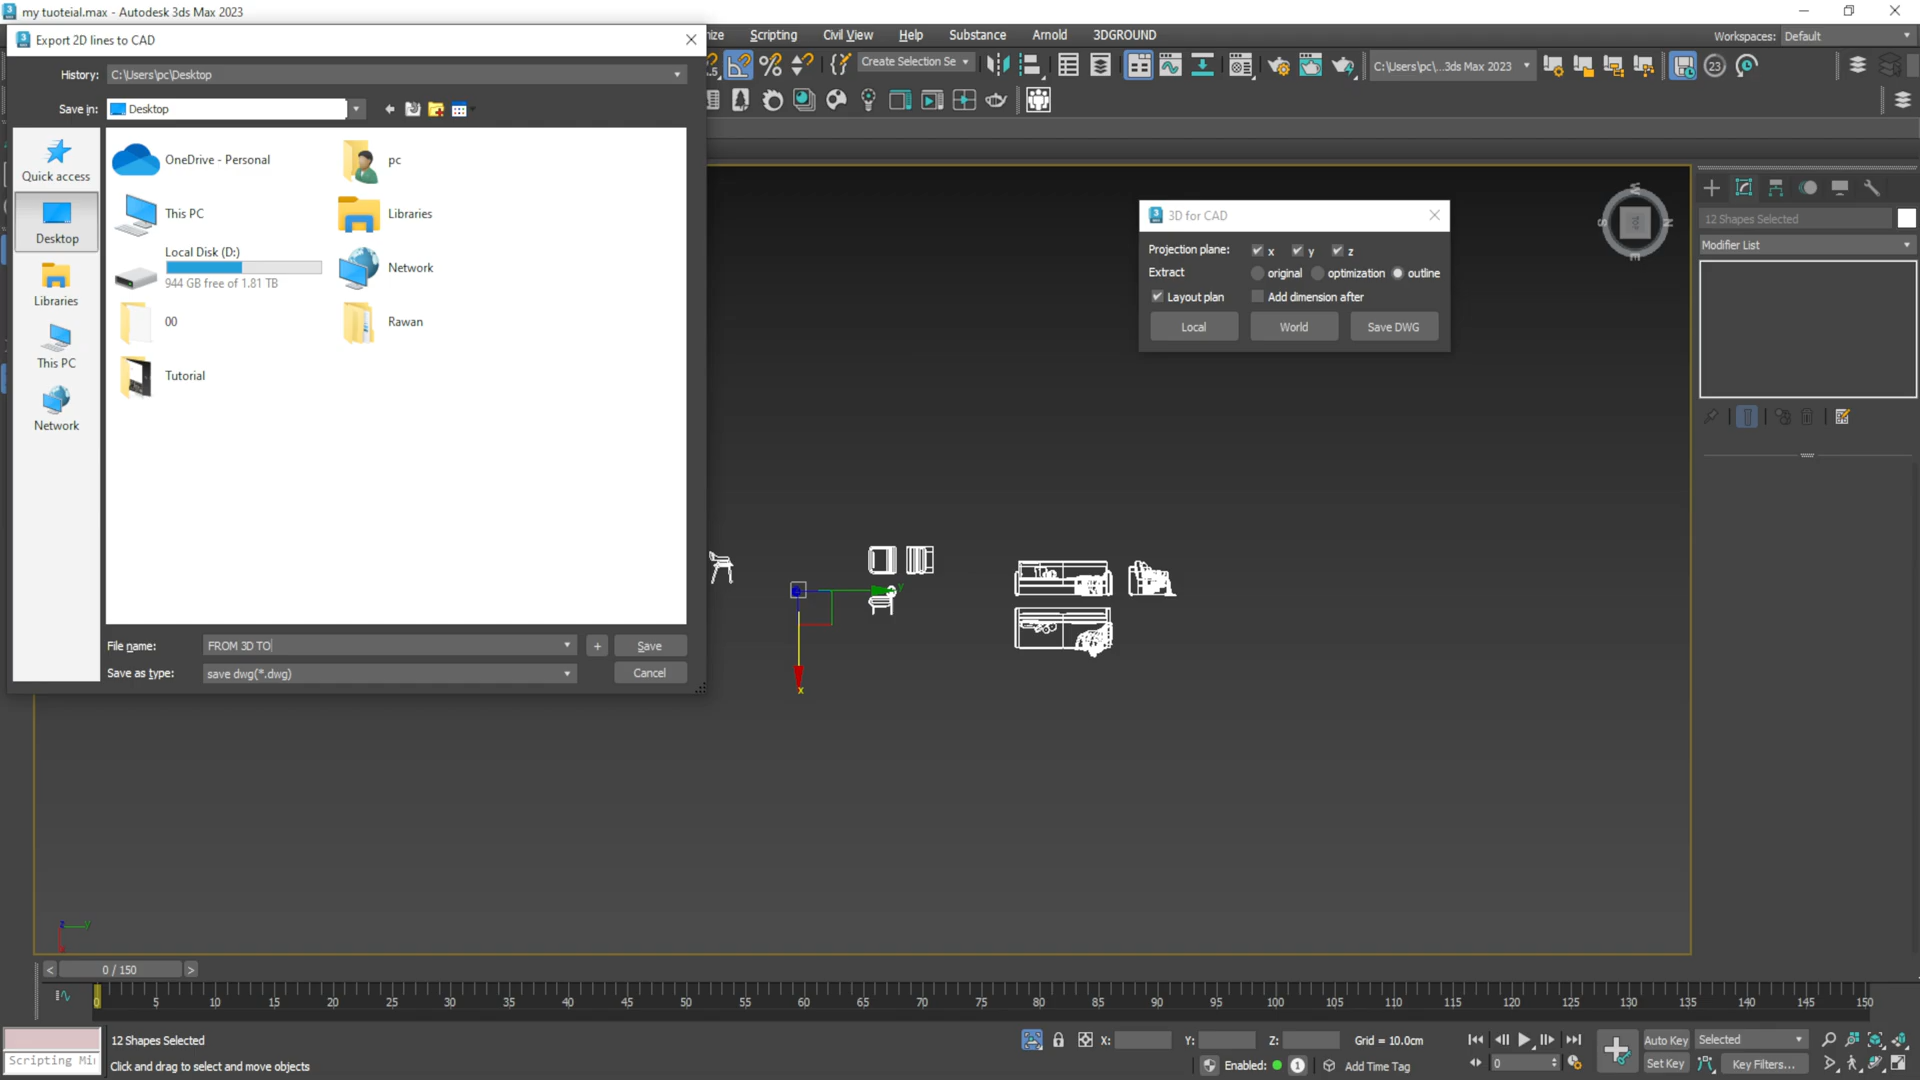 my tuoteial.max - Autodesk 3ds Max 2023
Export 2D lines to CAD
History: C:\Users\pc\Desktop
Save in: Desktop
Quick access
Desktop
Libraries
This PC
Network
OneDrive - Personal
pc
This PC
Libraries
Local Disk (D:)
944 GB free of 1.81 TB
Network
00
Rawan
Tutorial
File name: FROM 3D TO
+
Save
Save as type: save dwg(*.dwg)
Cancel
ize Scripting Civil View Help Substance Arnold 3DGROUND
Workspaces: Default
Create Selection Se
C:\Users\pc\...3ds Max 2023
23
3D for CAD
Projection plane: x y z
Extract original optimization outline
Layout plan Add dimension after
Local World Save DWG
12 Shapes Selected
Modifier List
W
S N
E
y
x
z y
< 0 / 150 >
0 5 10 15 20 25 30 35 40 45 50 55 60 65 70 75 80 85 90 95 100 105 110 115 120 125 130 135 140 145 150
12 Shapes Selected
X: Y: Z: Grid = 10.0cm
Auto Key Selected
Scripting Mi
Click and drag to select and move objects
Enabled: 1 Add Time Tag
0
Set Key Key Filters...